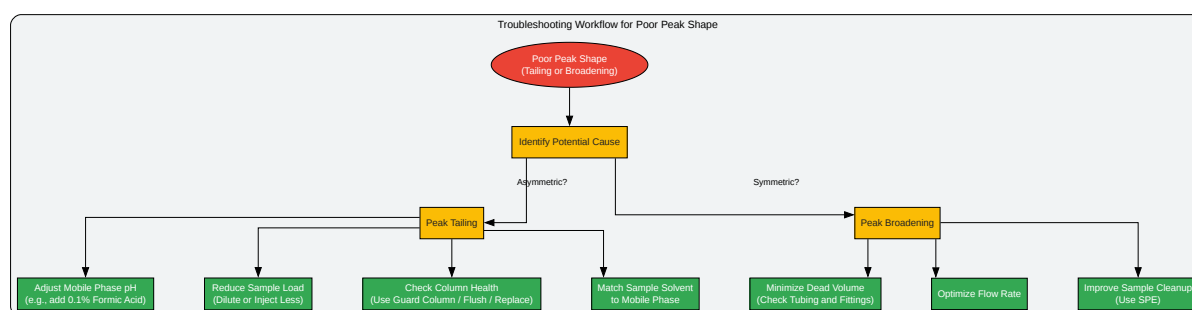 Troubleshooting Workflow for Poor Peak Shape
Poor Peak Shape
(Tailing or Broadening)
Identify Potential Cause
Asymmetric?
Symmetric?
Peak Tailing
Peak Broadening
Adjust Mobile Phase pH
(e.g., add 0.1% Formic Acid)
Reduce Sample Load
(Dilute or Inject Less)
Check Column Health
(Use Guard Column / Flush / Replace)
Match Sample Solvent
to Mobile Phase
Minimize Dead Volume
(Check Tubing and Fittings)
Optimize Flow Rate
Improve Sample Cleanup
(Use SPE)